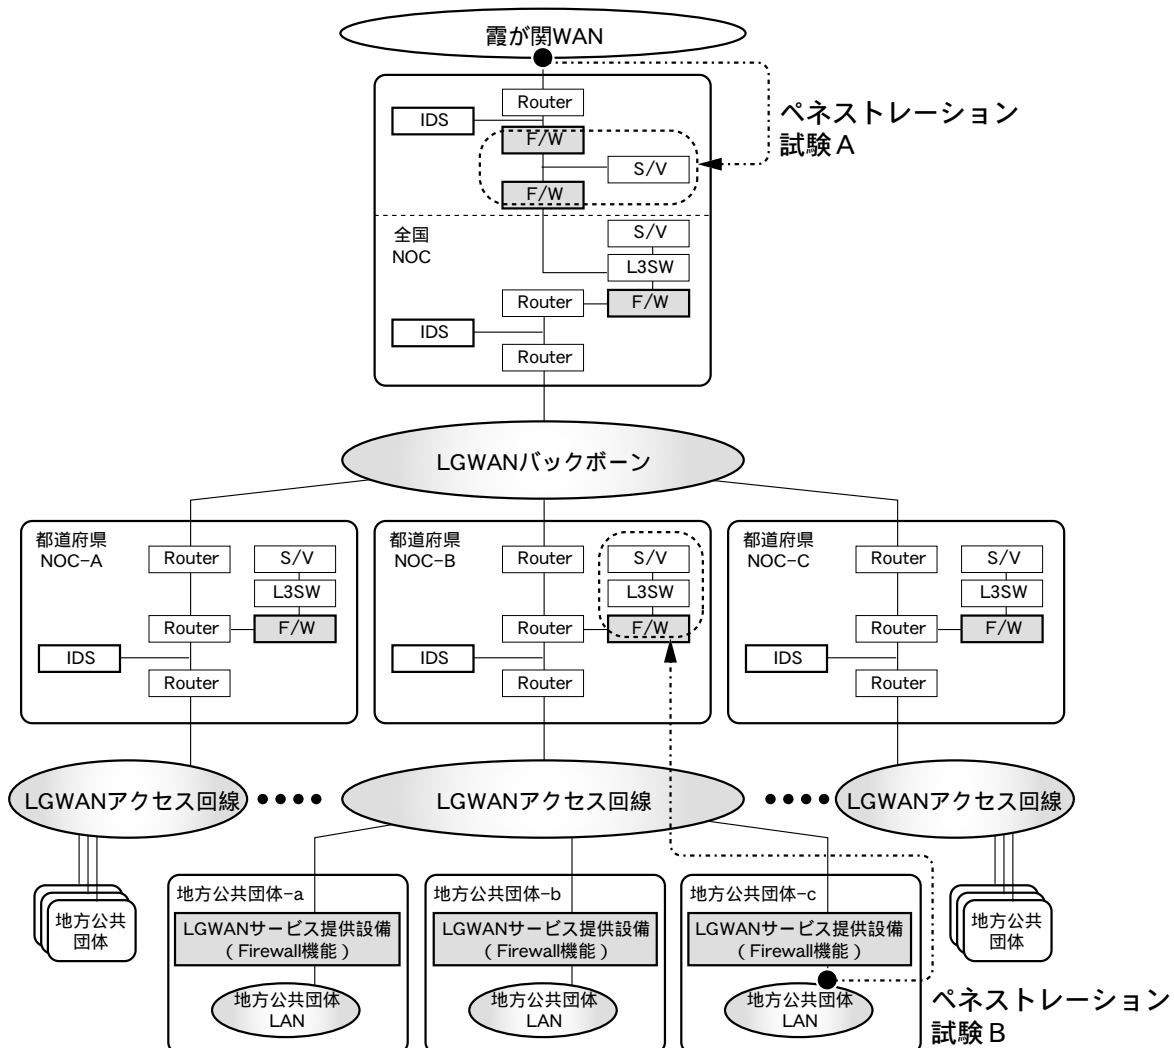 霞が関WAN
Router
IDS
F/W
ペネストレーション
試験A
S/V
F/W
全国
NOC
S/V
L3SW
Router
F/W
IDS
Router
LGWANバックボーン
都道府県
NOC-A
Router
S/V
L3SW
Router
F/W
IDS
Router
都道府県
NOC-B
Router
S/V
L3SW
Router
F/W
IDS
Router
都道府県
NOC-C
Router
S/V
L3SW
Router
F/W
IDS
Router
LGWANアクセス回線
LGWANアクセス回線
LGWANアクセス回線
地方公共
団体
地方公共団体-a
LGWANサービス提供設備
（Firewall機能）
地方公共団体
LAN
地方公共団体-b
LGWANサービス提供設備
（Firewall機能）
地方公共団体
LAN
地方公共団体-c
LGWANサービス提供設備
（Firewall機能）
地方公共団体
LAN
地方公共
団体
ペネストレーション
試験B